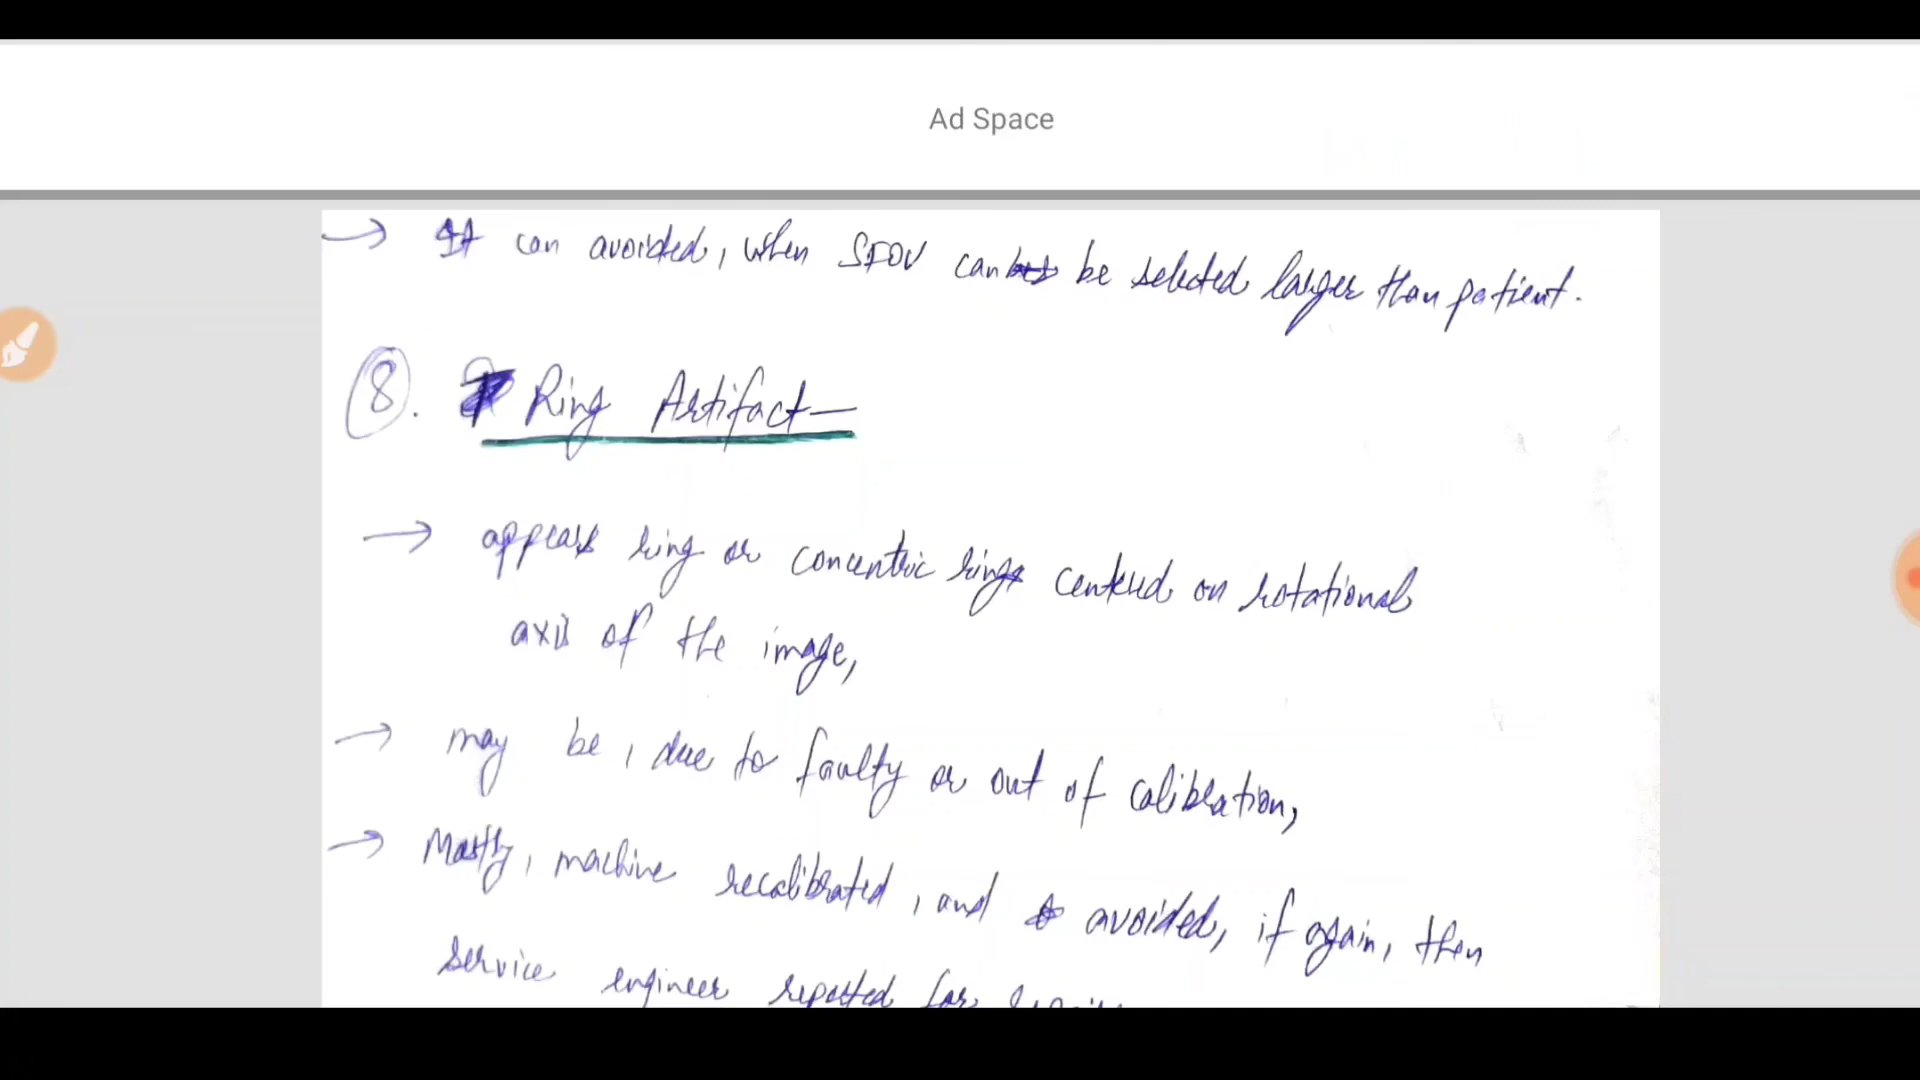 Ad Space
→ It can avoided, when SFOV can be selected larger than patient.
8. Ring Artifact—
→ appears ring or concentric rings centred on rotational
axis of the image,
→ may be, due to faulty or out of calibration,
→ Mostly, machine recalibrated, and avoided, if again, then
service engineer reported for